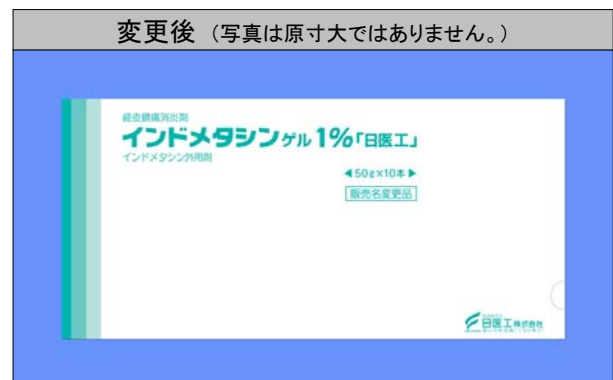 変更後 (写真は原寸大ではありません。)
経皮鎮痛消炎剤
インドメタシンゲル1%「日医工」
インドメタシン外用剤
◀50g×10本▶
販売名変更品
日医工株式会社